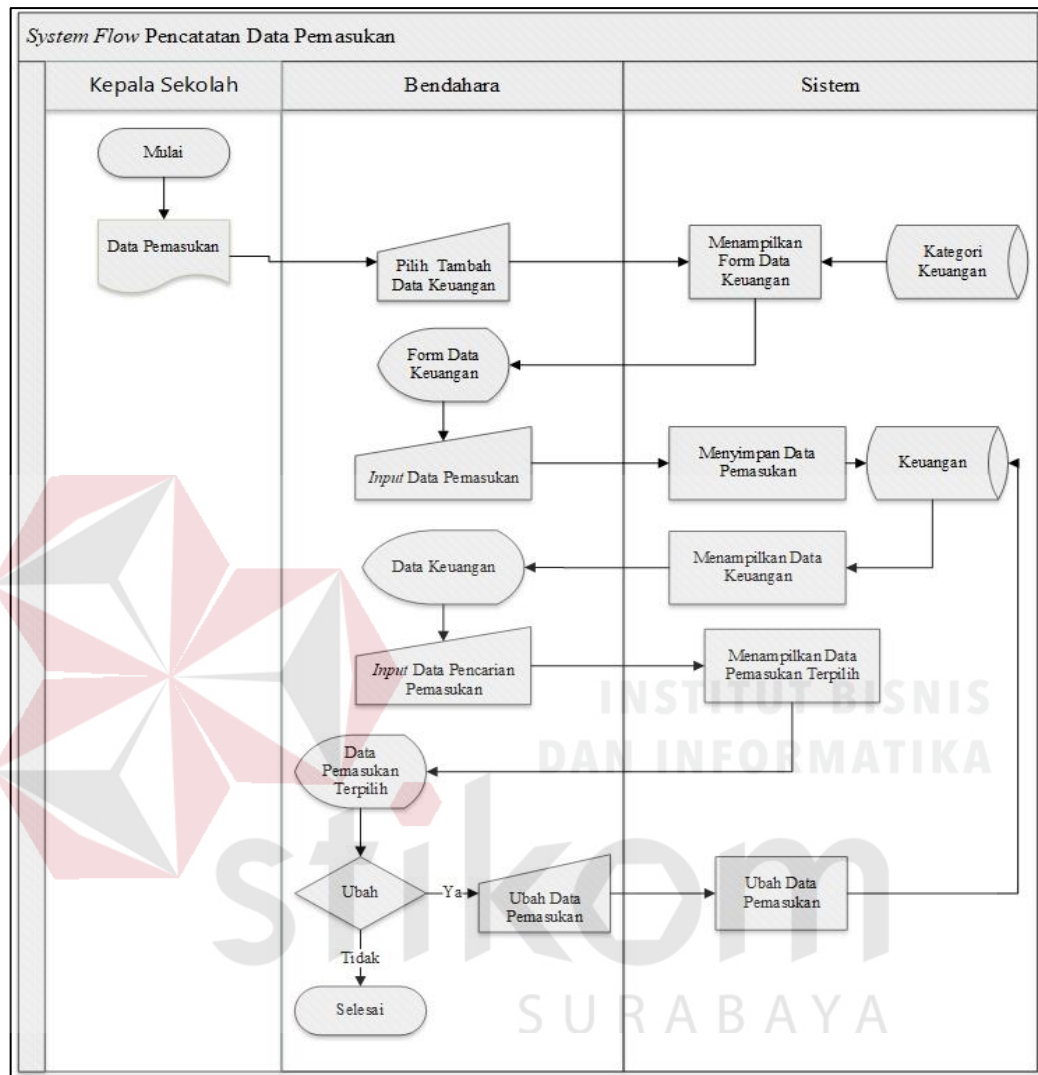 System Flow Pencatatan Data Pemasukan
Kepala Sekolah
Bendahara
Sistem
Mulai
Data Pemasukan
Pilih Tambah
Data Keuangan
Menampilkan
Form Data
Keuangan
Kategori
Keuangan
Form Data
Keuangan
Input Data Pemasukan
Menyimpan Data
Pemasukan
Keuangan
Data Keuangan
Menampilkan Data
Keuangan
Input Data Pencarian
Pemasukan
Menampilkan Data
Pemasukan Terpilih
INSTITUT BISNIS
DAN INFORMATIKA
Data
Pemasukan
Terpilih
stikom
Ubah
Ya
Ubah Data
Pemasukan
Ubah Data
Pemasukan
Tidak
Selesai
SURABAYA